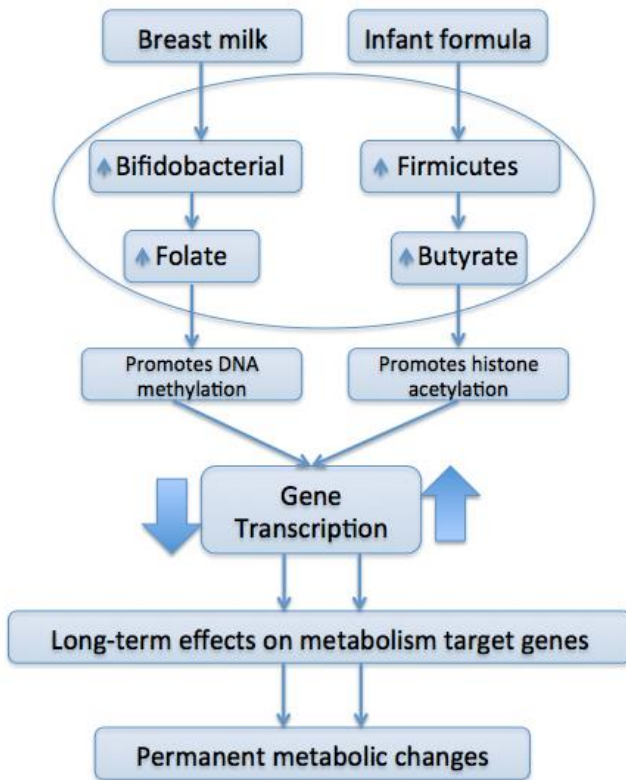 Breast milk
Infant formula
Bifidobacterial
Firmicutes
Folate
Butyrate
Promotes DNA
methylation
Promotes histone
acetylation
Gene
Transcription
Long-term effects on metabolism target genes
Permanent metabolic changes